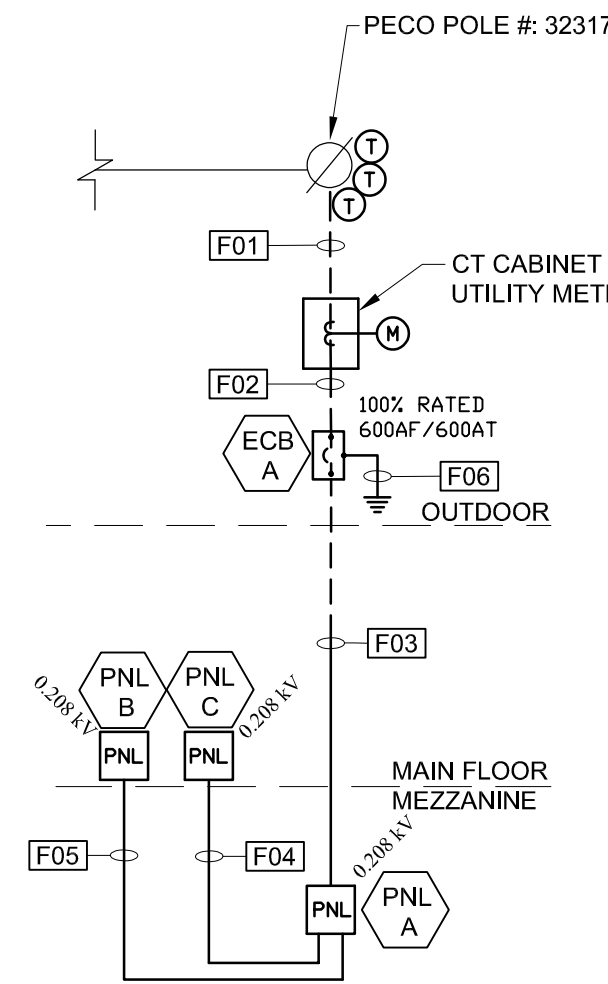 PECO POLE #: 32317
T
T
T
F01
CT CABINET
UTILITY METE
M
F02
100% RATED
600AF/600AT
ECB
A
F06
OUTDOOR
F03
PNL
B
PNL
C
0.208 kV
0.208 kV
PNL
PNL
MAIN FLOOR
MEZZANINE
F05
F04
0.208 kV
PNL
PNL
A